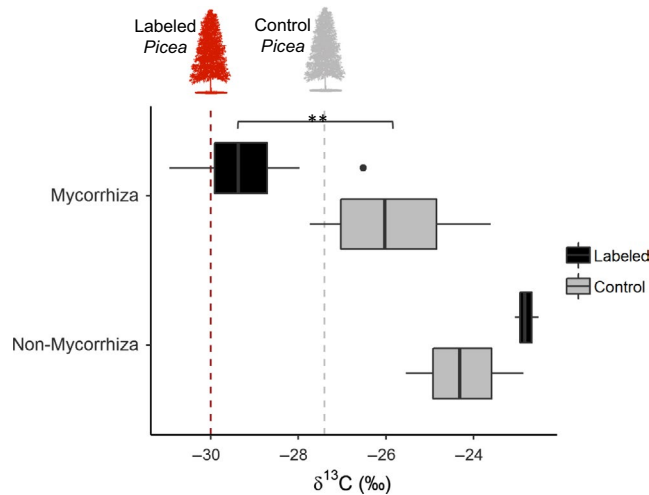 Labeled
Picea
Control
Picea
**
Mycorrhiza
Non-Mycorrhiza
Labeled
Control
−30
−28
−26
−24
δ¹³C (‰)